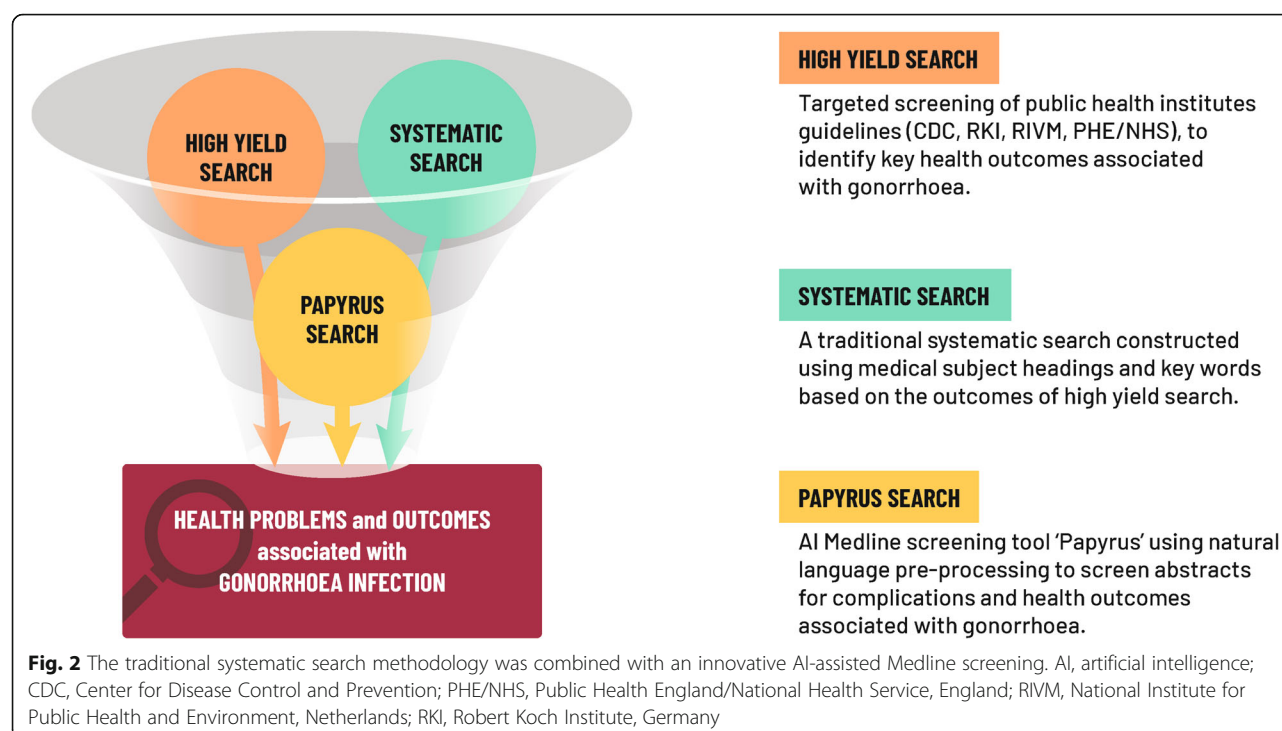 HIGH YIELD
SEARCH
SYSTEMATIC
SEARCH
PAPYRUS
SEARCH
HEALTH PROBLEMS and OUTCOMES
associated with
GONORRHOEA INFECTION
HIGH YIELD SEARCH
Targeted screening of public health institutes
guidelines (CDC, RKI, RIVM, PHE/NHS), to
identify key health outcomes associated
with gonorrhoea.
SYSTEMATIC SEARCH
A traditional systematic search constructed
using medical subject headings and key words
based on the outcomes of high yield search.
PAPYRUS SEARCH
AI Medline screening tool ‘Papyrus’ using natural
language pre-processing to screen abstracts
for complications and health outcomes
associated with gonorrhoea.
Fig. 2 The traditional systematic search methodology was combined with an innovative AI-assisted Medline screening. AI, artificial intelligence;
CDC, Center for Disease Control and Prevention; PHE/NHS, Public Health England/National Health Service, England; RIVM, National Institute for
Public Health and Environment, Netherlands; RKI, Robert Koch Institute, Germany